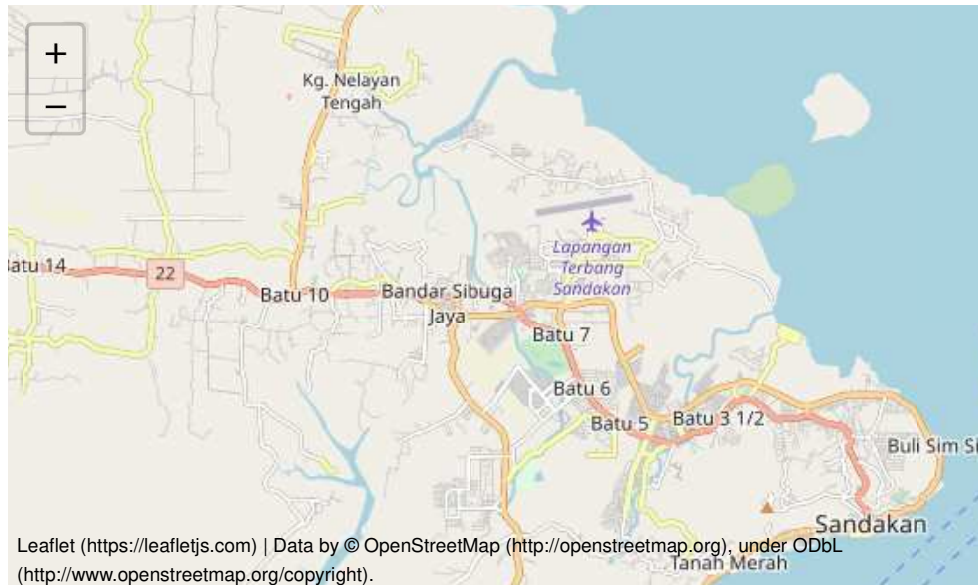 +
−
Kg. Nelayan
Tengah
Lapangan
Terbang
Sandakan
Batu 14
22
Batu 10
Bandar Sibuga
Jaya
Batu 7
Batu 6
Batu 5
Batu 3 1/2
Buli Sim Si
Sandakan
Tanah Merah
Leaflet (https://leafletjs.com) | Data by © OpenStreetMap (http://openstreetmap.org), under ODbL
(http://www.openstreetmap.org/copyright).